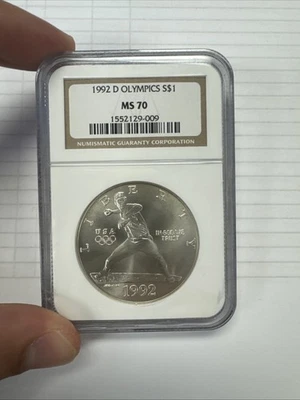 1992 D OLYMPICS S$1
MS 70
1552129-009
NUMISMATIC GUARANTY CORPORATION
LIBERTY
USA
IN GOD WE
TRUST
1992